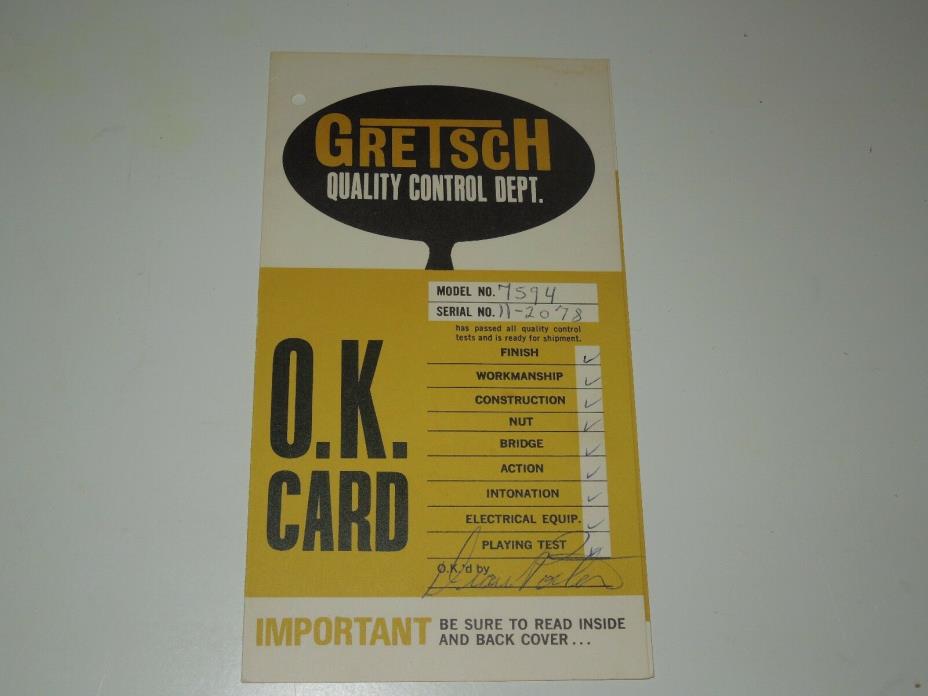 GRETSCH
QUALITY CONTROL DEPT.
MODEL NO. 7594
SERIAL NO. 11-2078
has passed all quality control
tests and is ready for shipment.
FINISH ✓
WORKMANSHIP ✓
CONSTRUCTION ✓
NUT ✓
BRIDGE ✓
ACTION ✓
INTONATION ✓
ELECTRICAL EQUIP. ✓
PLAYING TEST ✓
O.K.'d by
O.K.
CARD
IMPORTANT BE SURE TO READ INSIDE
AND BACK COVER...